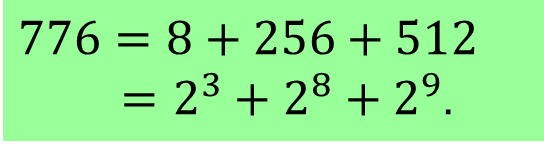 776 = 8 + 256 + 512
= 2³ + 2⁸ + 2⁹.